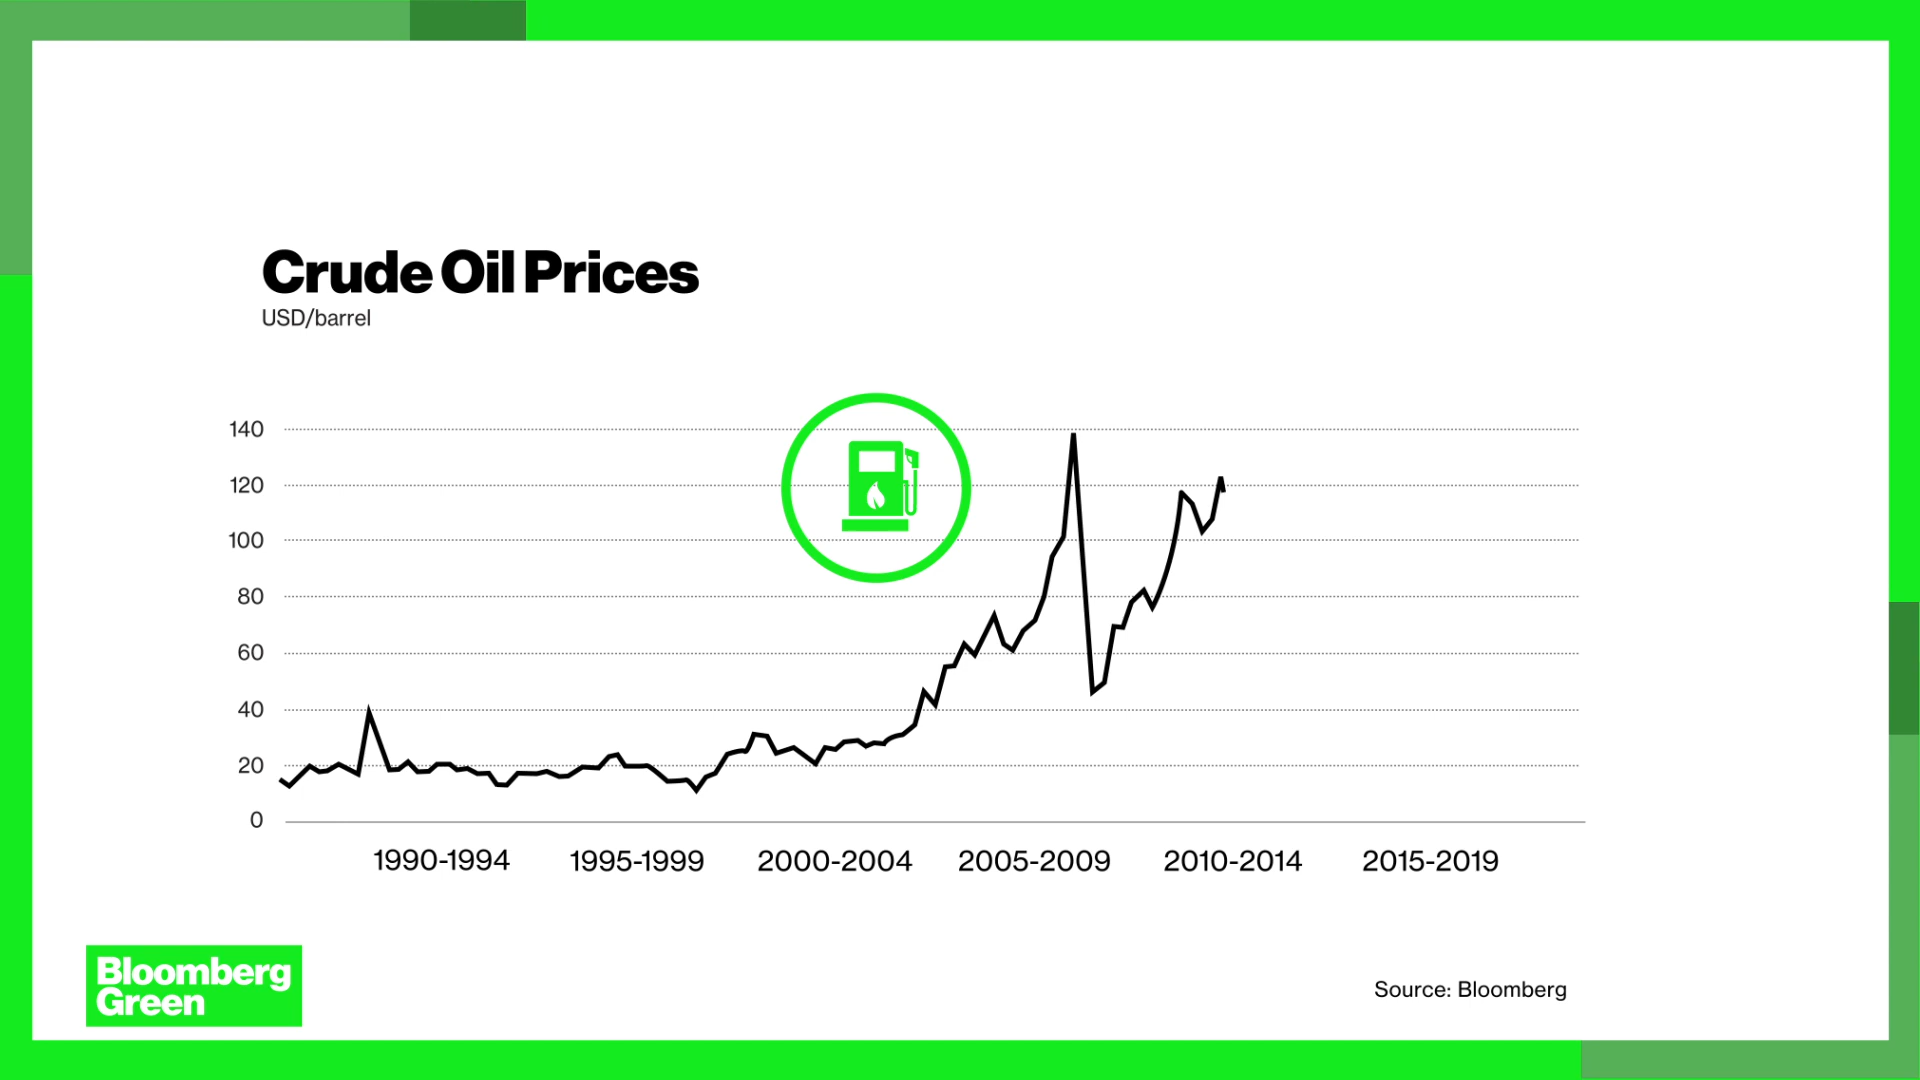 Crude Oil Prices
USD/barrel
140
120
100
80
60
40
20
0
1990-1994 1995-1999 2000-2004 2005-2009 2010-2014 2015-2019
Bloomberg
Green
Source: Bloomberg